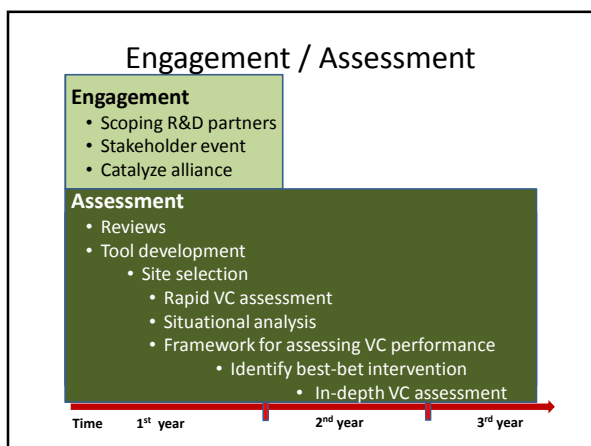 Engagement / Assessment
Engagement
• Scoping R&D partners
• Stakeholder event
• Catalyze alliance
Assessment
• Reviews
• Tool development
• Site selection
• Rapid VC assessment
• Situational analysis
• Framework for assessing VC performance
• Identify best-bet intervention
• In-depth VC assessment
Time 1st year 2nd year 3rd year